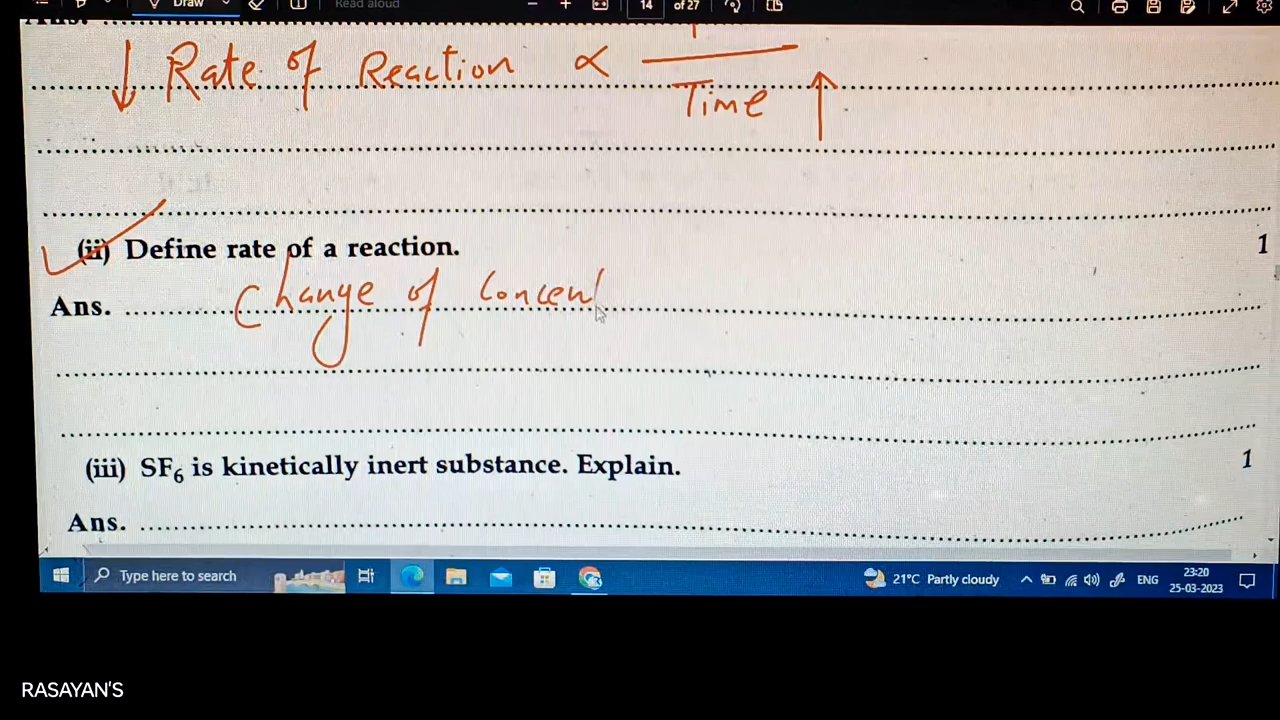 Draw Read aloud 14 of 27
Rate of Reaction ∝
Time
(ii) Define rate of a reaction. 1
Ans. Change of Concen
(iii) SF6 is kinetically inert substance. Explain. 1
Ans.
Type here to search 21°C Partly cloudy ENG 23:20
25-03-2023
RASAYAN'S